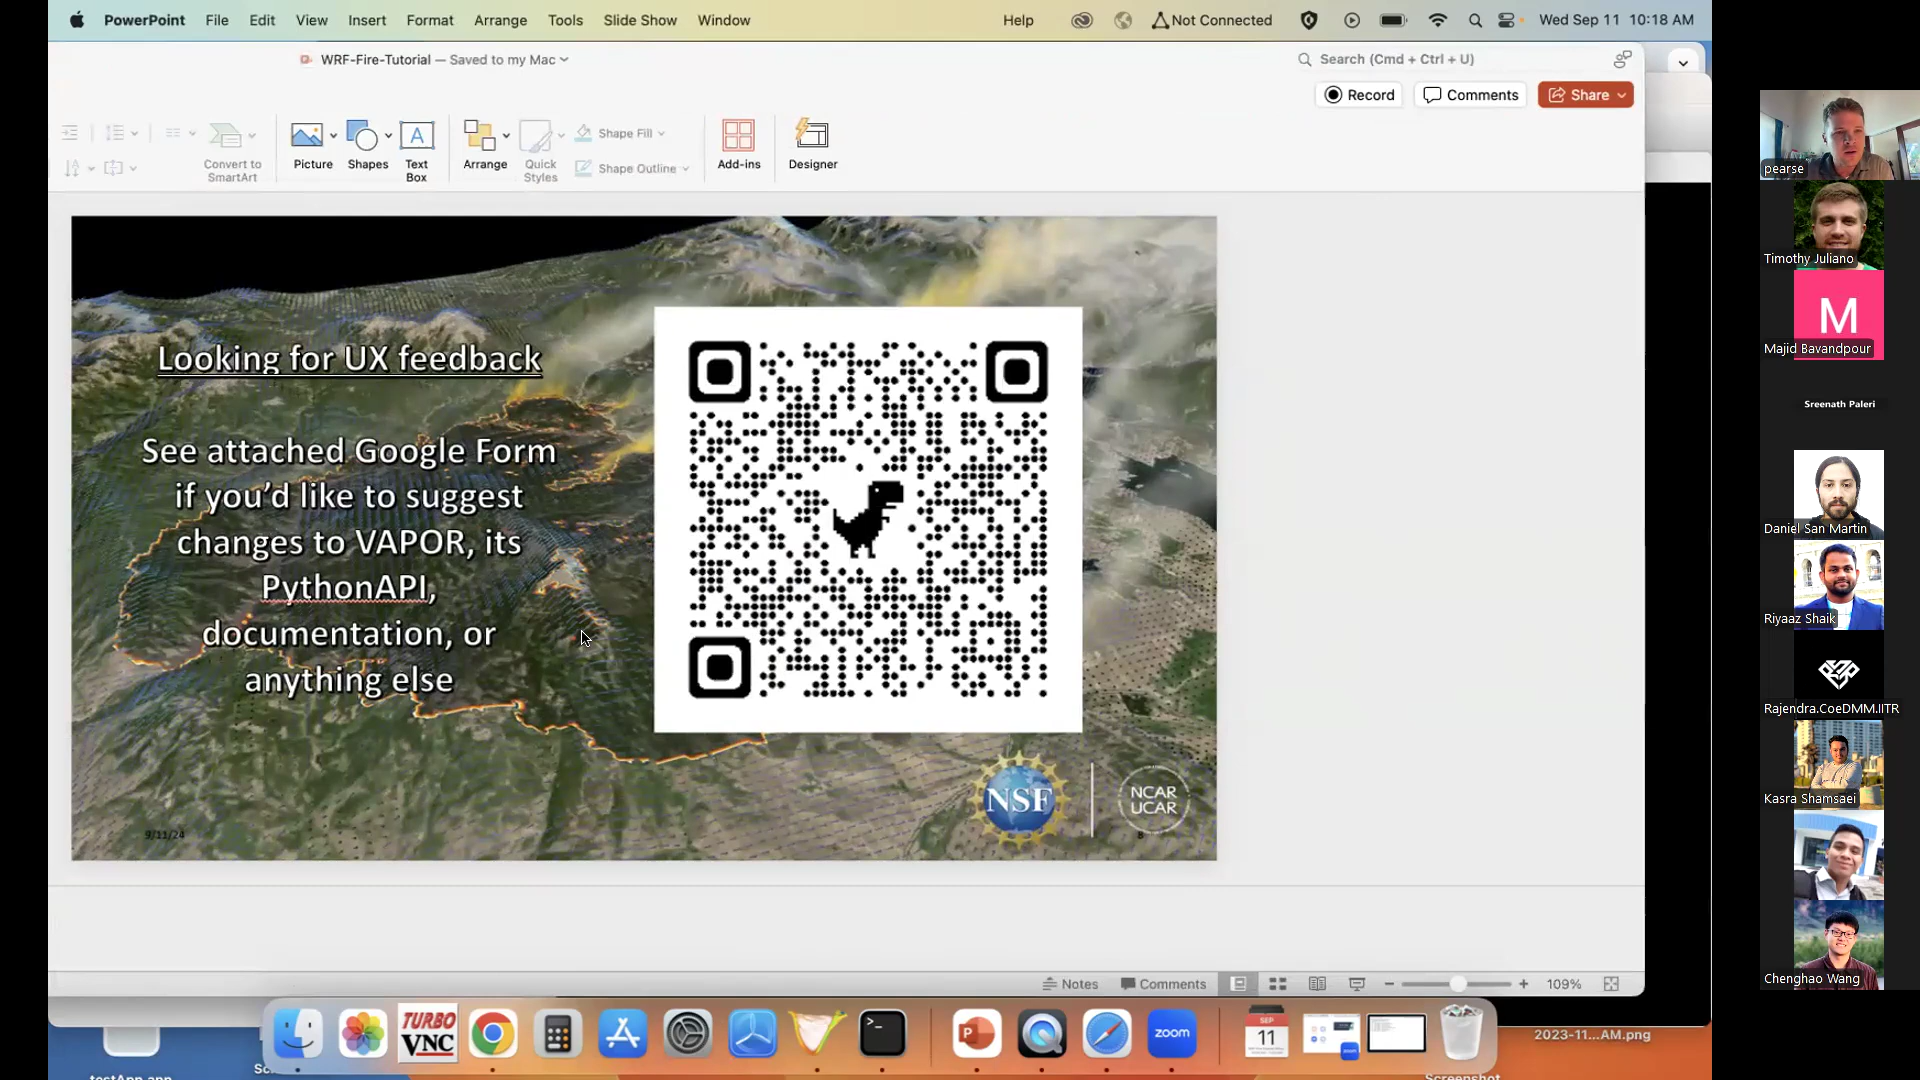 PowerPoint File Edit View Insert Format Arrange Tools Slide Show Window Help Not Connected Wed Sep 11 10:18 AM
WRF-Fire-Tutorial — Saved to my Mac
Search (Cmd + Ctrl + U)
Record Comments Share
Convert to
SmartArt
Picture
Shapes
Text
Box
Arrange
Quick
Styles
Shape Fill
Shape Outline
Add-ins
Designer
Looking for UX feedback
See attached Google Form
if you’d like to suggest
changes to VAPOR, its
PythonAPI,
documentation, or
anything else
9/11/24
NSF
NCAR
UCAR
8
Notes Comments 109%
TURBO
VNC
zoom
SEP
11
2023-11...AM.png
testApp.app
Screenshot
pearse
Timothy Juliano
M
Majid Bavandpour
Sreenath Paleri
Daniel San Martin
Riyaaz Shaik
Rajendra.CoeDMM.IITR
Kasra Shamsaei
Chenghao Wang